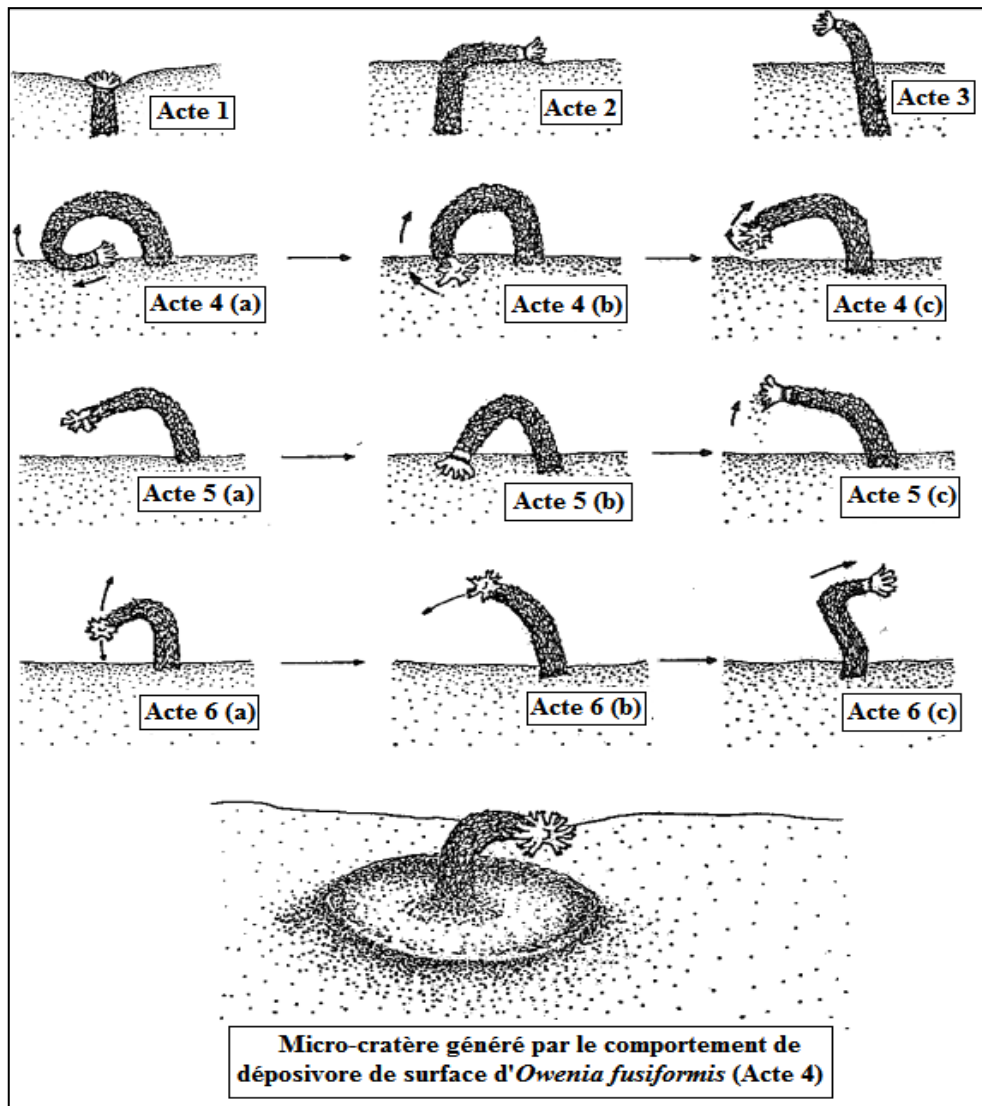 Acte 1
Acte 2
Acte 3
Acte 4 (a)
Acte 4 (b)
Acte 4 (c)
Acte 5 (a)
Acte 5 (b)
Acte 5 (c)
Acte 6 (a)
Acte 6 (b)
Acte 6 (c)
Micro-cratère généré par le comportement de
déposivore de surface d'Owenia fusiformis (Acte 4)